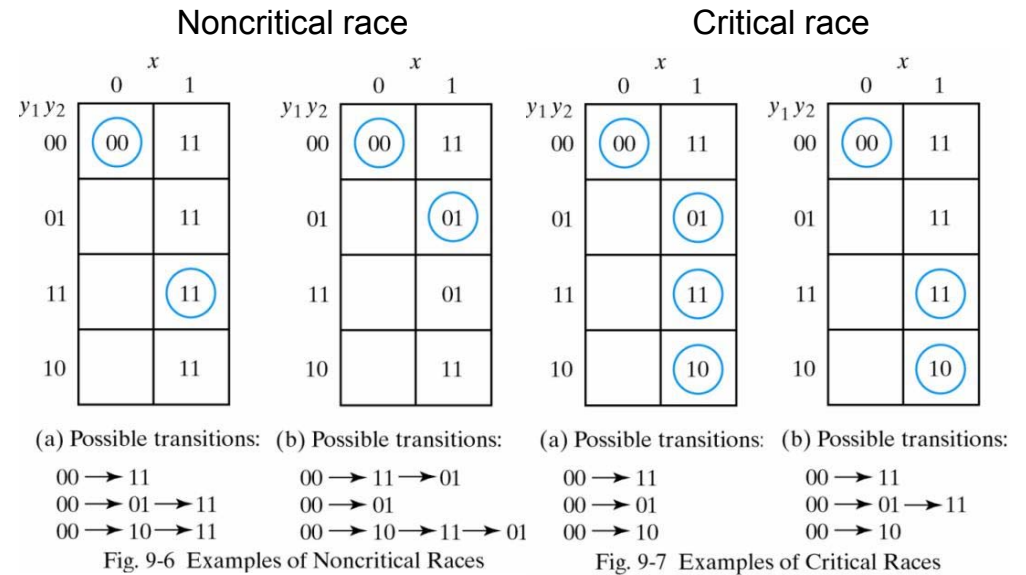 Noncritical race
Critical race
x
0 1
y₁y₂
00 00 11
01 11
11 11
10 11
(a) Possible transitions:
00 → 11
00 → 01 → 11
00 → 10 → 11
x
0 1
y₁y₂
00 00 11
01 01
11 01
10 11
(b) Possible transitions:
00 → 11 → 01
00 → 01
00 → 10 → 11 → 01
Fig. 9-6 Examples of Noncritical Races
x
0 1
y₁y₂
00 00 11
01 01
11 11
10 10
(a) Possible transitions:
00 → 11
00 → 01
00 → 10
x
0 1
y₁y₂
00 00 11
01 11
11 11
10 10
(b) Possible transitions:
00 → 11
00 → 01 → 11
00 → 10
Fig. 9-7 Examples of Critical Races